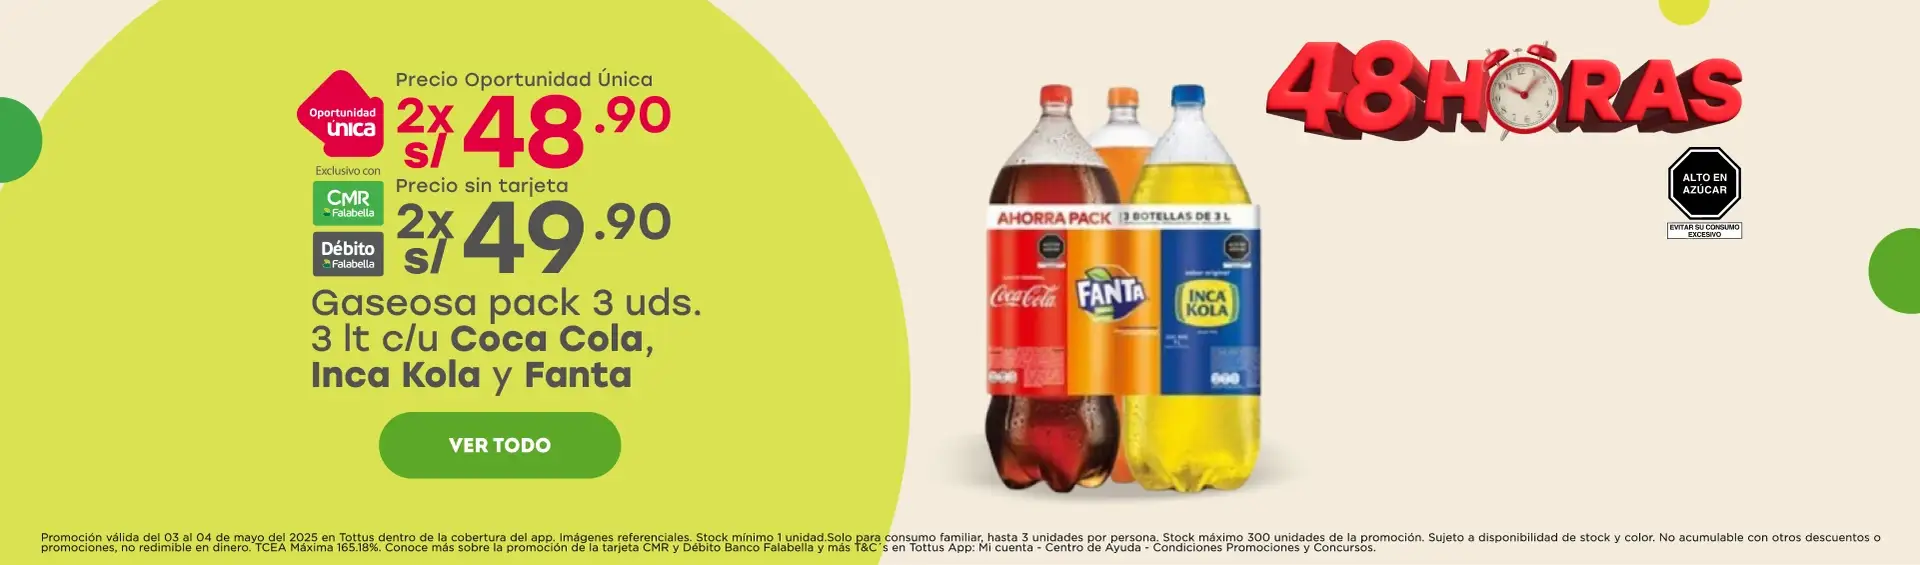 Oportunidad
única
Exclusivo con
CMR
Falabella
Débito
Falabella
Precio Oportunidad Única
2x
s/ 48.90
Precio sin tarjeta
2x
s/ 49.90
Gaseosa pack 3 uds.
3 lt c/u Coca Cola,
Inca Kola y Fanta
VER TODO
AHORRA PACK 3 BOTELLAS DE 3 L
Coca-Cola
FANTA
sabor original
INCA
KOLA
48HORAS
ALTO EN
AZÚCAR
EVITAR SU CONSUMO
EXCESIVO
Promoción válida del 03 al 04 de mayo del 2025 en Tottus dentro de la cobertura del app. Imágenes referenciales. Stock mínimo 1 unidad.Solo para consumo familiar, hasta 3 unidades por persona. Stock máximo 300 unidades de la promoción. Sujeto a disponibilidad de stock y color. No acumulable con otros descuentos o
promociones, no redimible en dinero. TCEA Máxima 165.18%. Conoce más sobre la promoción de la tarjeta CMR y Débito Banco Falabella y más T&C´s en Tottus App: Mi cuenta - Centro de Ayuda - Condiciones Promociones y Concursos.